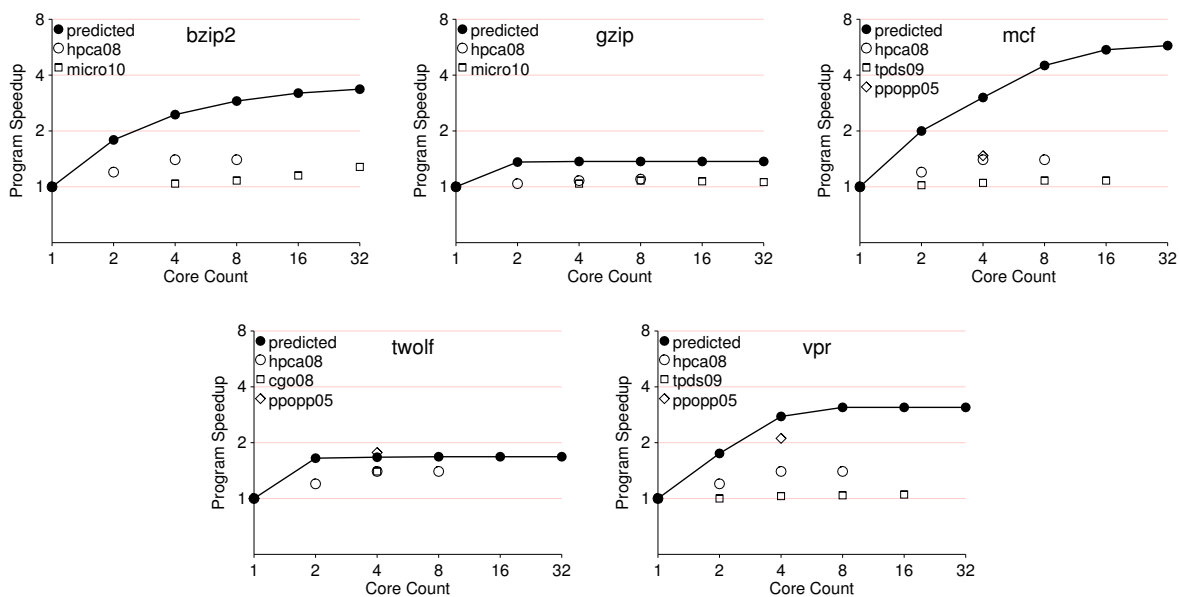 bzip2
predicted
hpca08
micro10
8
4
2
1
Program Speedup
1 2 4 8 16 32
Core Count
gzip
predicted
hpca08
micro10
8
4
2
1
Program Speedup
1 2 4 8 16 32
Core Count
mcf
predicted
hpca08
tpds09
ppopp05
8
4
2
1
Program Speedup
1 2 4 8 16 32
Core Count
twolf
predicted
hpca08
cgo08
ppopp05
8
4
2
1
Program Speedup
1 2 4 8 16 32
Core Count
vpr
predicted
hpca08
tpds09
ppopp05
8
4
2
1
Program Speedup
1 2 4 8 16 32
Core Count